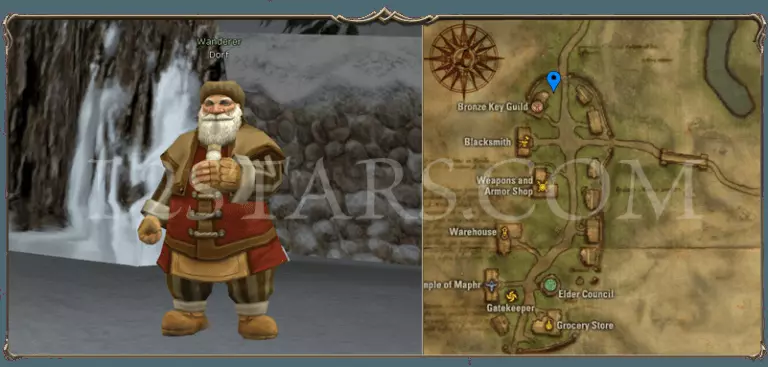 Wanderer
Dorf
L2STARS.COM
Bronze Key Guild
Blacksmith
Weapons and
Armor Shop
Warehouse
ple of Maphr
Elder Council
Gatekeeper
Grocery Store